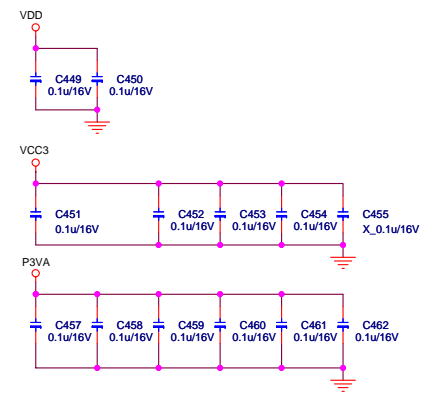 VDD
C449 C450
0.1u/16V 0.1u/16V
VCC3
C451 C452 C453 C454 C455
0.1u/16V 0.1u/16V 0.1u/16V 0.1u/16V X_0.1u/16V
P3VA
C457 C458 C459 C460 C461 C462
0.1u/16V 0.1u/16V 0.1u/16V 0.1u/16V 0.1u/16V 0.1u/16V